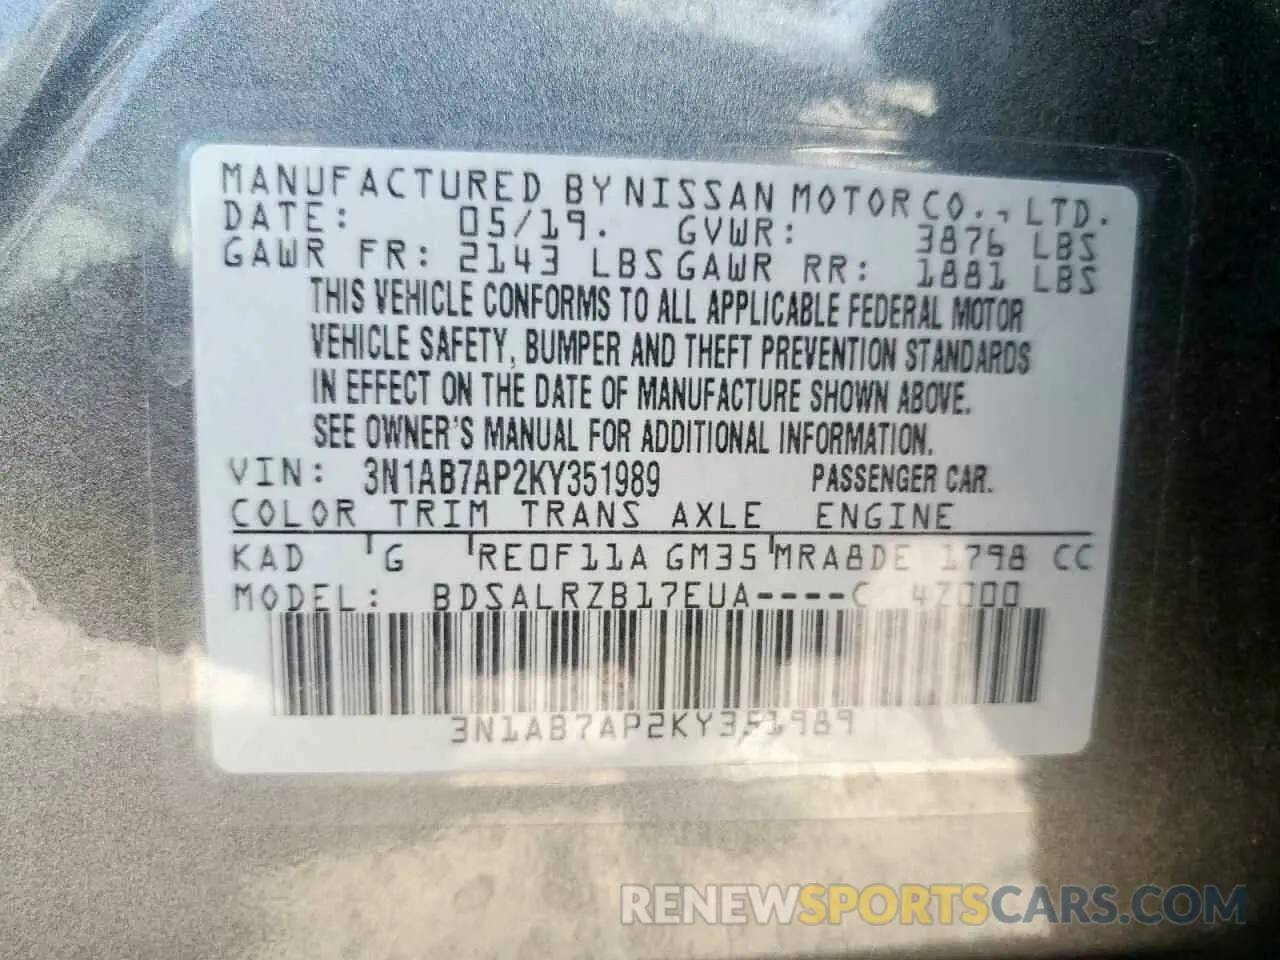 MANUFACTURED BY NISSAN MOTOR CO., LTD.
DATE: 05/19. GVWR: 3876 LBS
GAWR FR: 2143 LBS GAWR RR: 1881 LBS
THIS VEHICLE CONFORMS TO ALL APPLICABLE FEDERAL MOTOR
VEHICLE SAFETY, BUMPER AND THEFT PREVENTION STANDARDS
IN EFFECT ON THE DATE OF MANUFACTURE SHOWN ABOVE.
SEE OWNER'S MANUAL FOR ADDITIONAL INFORMATION.
VIN: 3N1AB7AP2KY351989 PASSENGER CAR.
COLOR TRIM TRANS AXLE ENGINE
KAD G RE0F11A GM35 MRA8DE 1798 CC
MODEL: BDSALRZB17EUA----C 47000
3N1AB7AP2KY351989
RENEWSPORTSCARS.COM